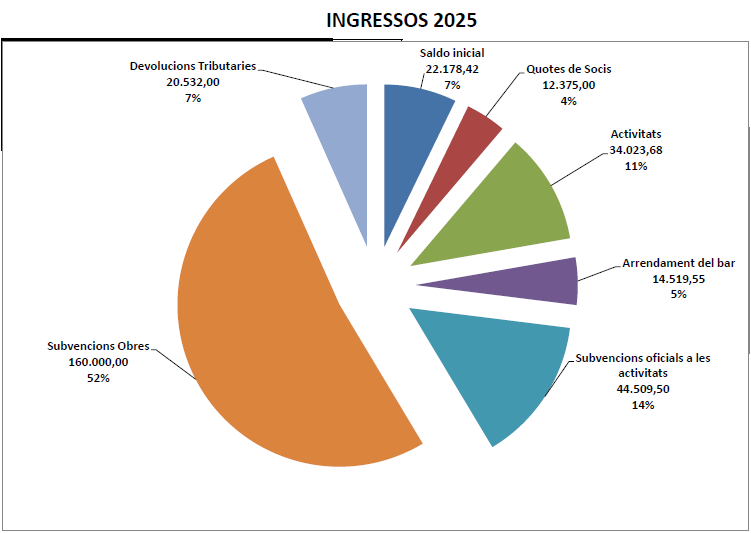 INGRESSOS 2025
Saldo inicial
22.178,42
7%
Quotes de Socis
12.375,00
4%
Activitats
34.023,68
11%
Arrendament del bar
14.519,55
5%
Subvencions oficials a les
activitats
44.509,50
14%
Subvencions Obres
160.000,00
52%
Devolucions Tributaries
20.532,00
7%